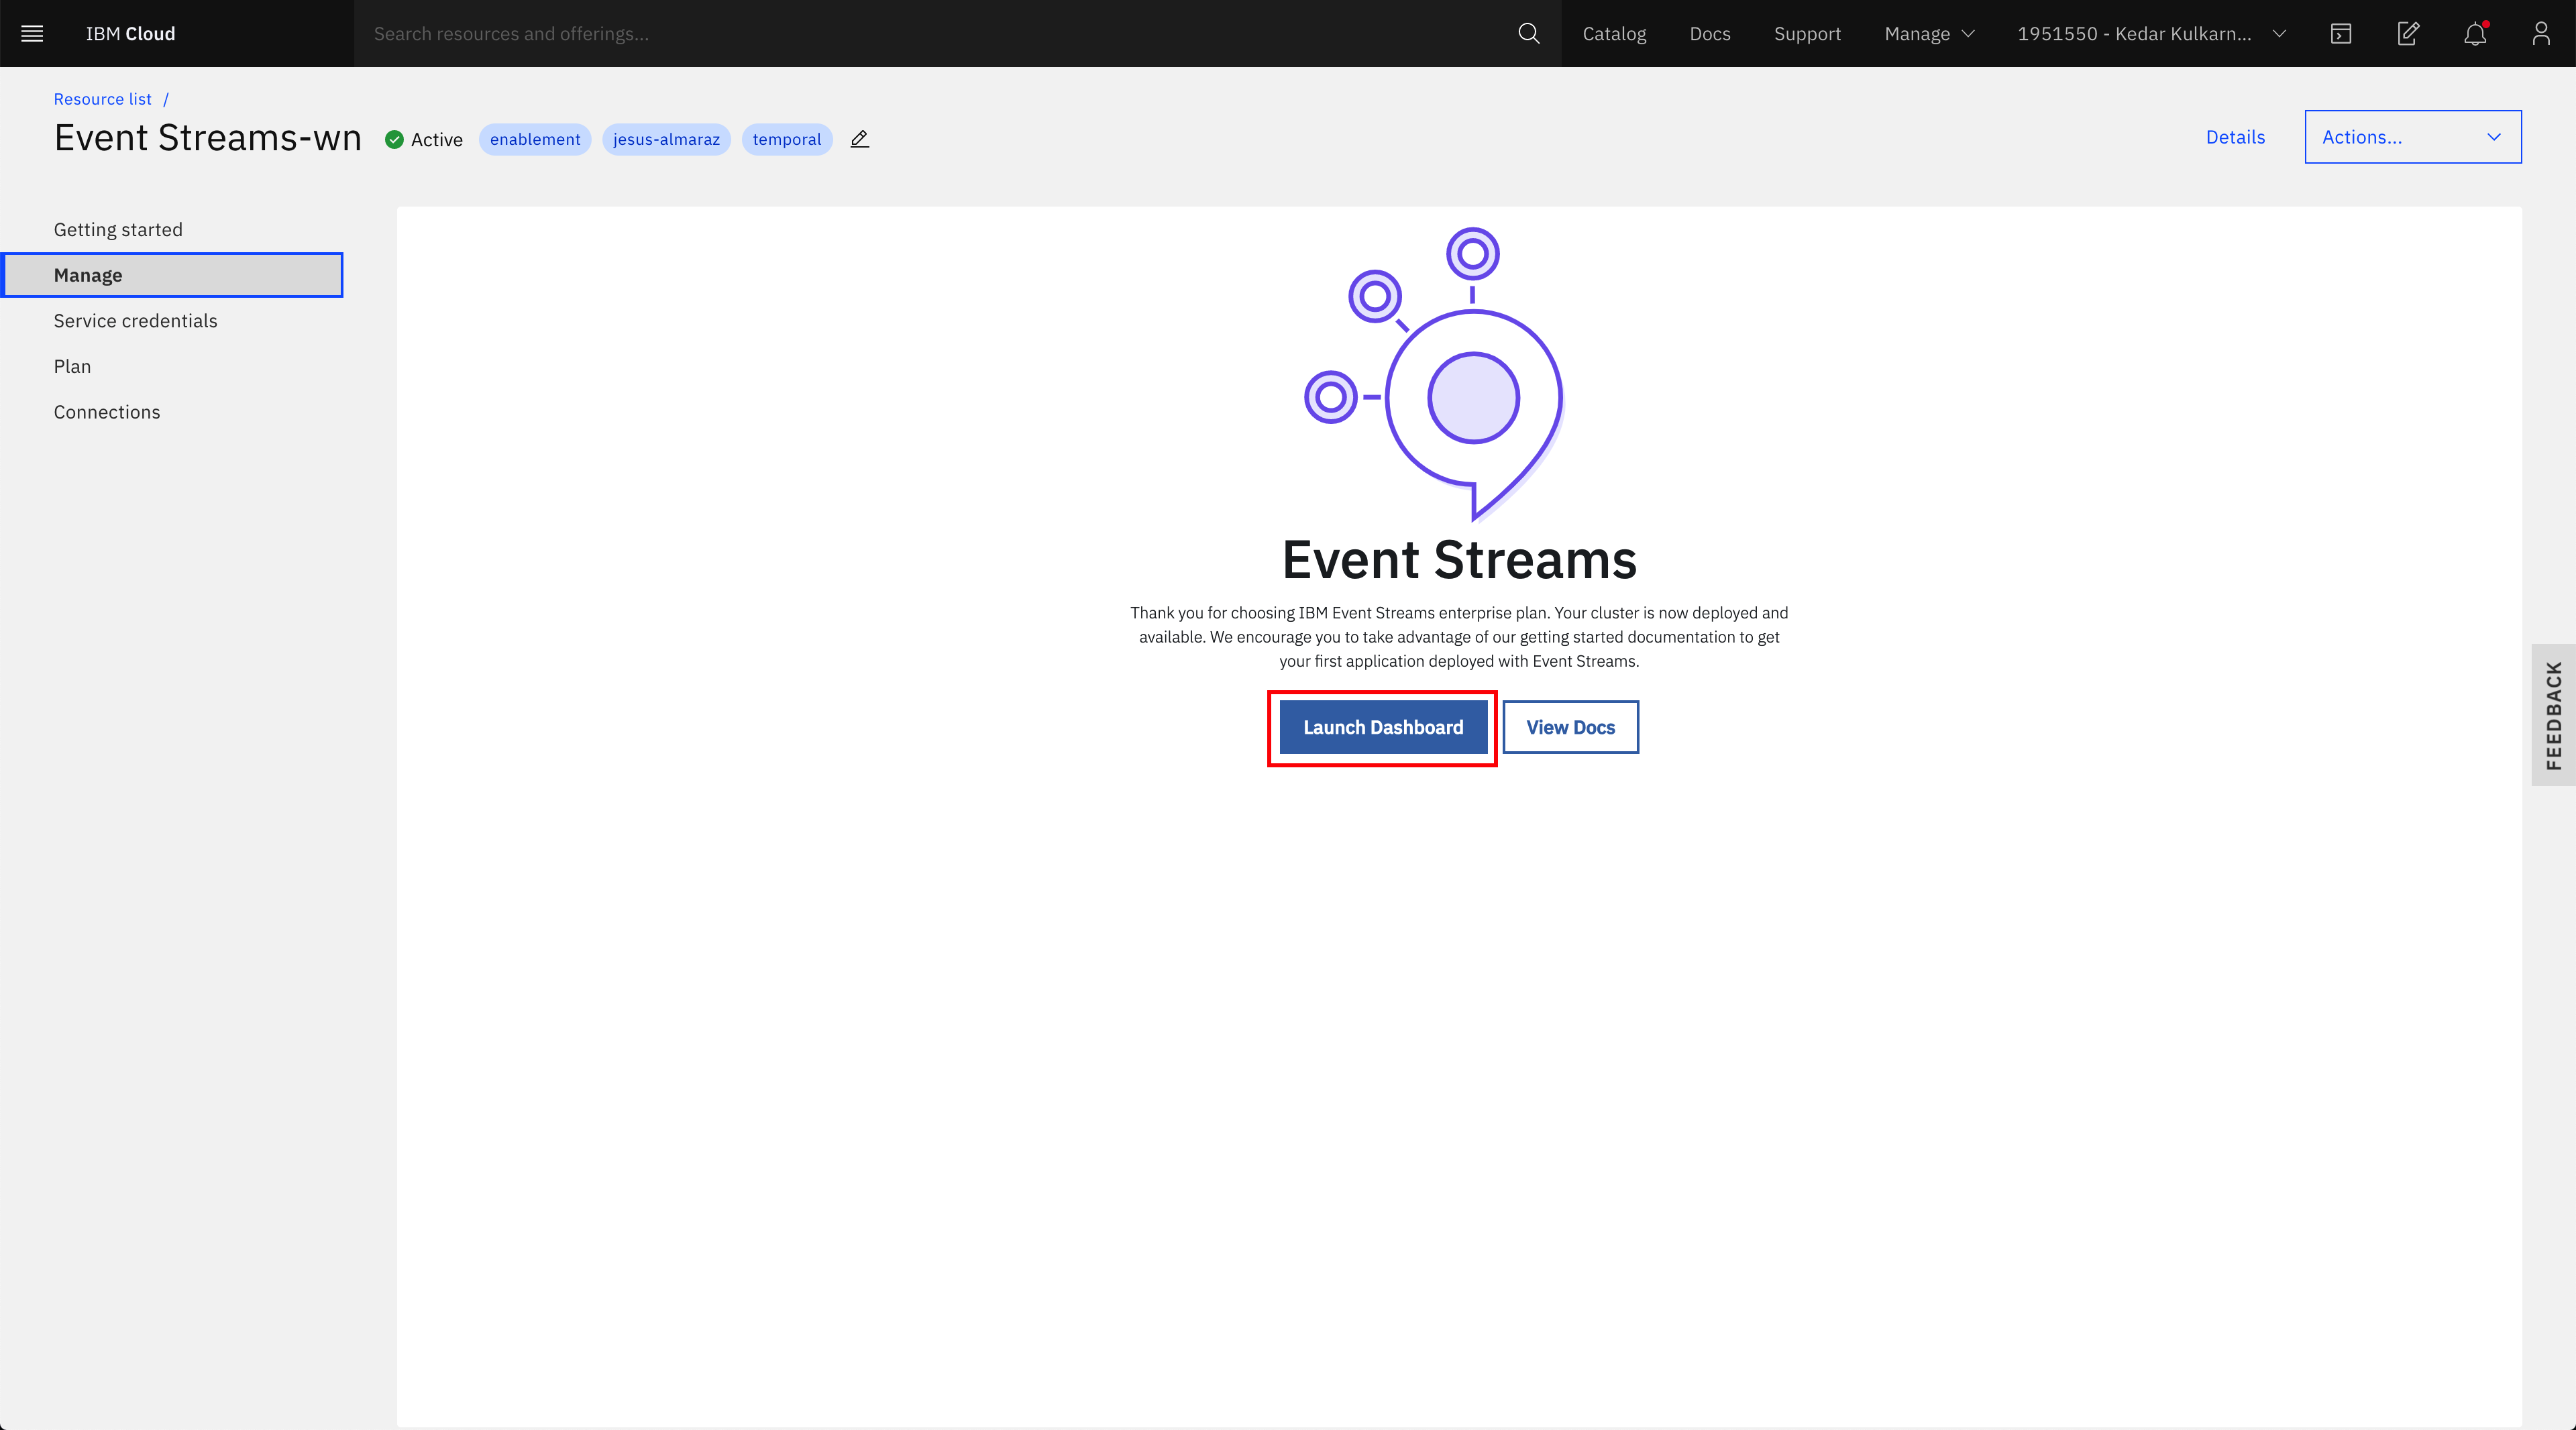 IBM Cloud
Search resources and offerings...
Catalog
Docs
Support
Manage
1951550 - Kedar Kulkarn...
Resource list /
Event Streams-wn
Active
enablement
jesus-almaraz
temporal
Details
Actions...
Getting started
Manage
Service credentials
Plan
Connections
Event Streams
Thank you for choosing IBM Event Streams enterprise plan. Your cluster is now deployed and
available. We encourage you to take advantage of our getting started documentation to get
your first application deployed with Event Streams.
Launch Dashboard
View Docs
FEEDBACK